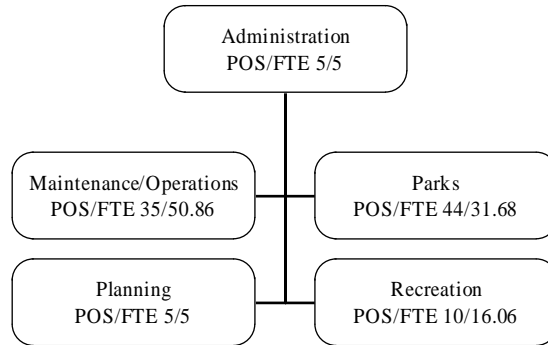 Administration
POS/FTE 5/5
Maintenance/Operations
POS/FTE 35/50.86
Parks
POS/FTE 44/31.68
Planning
POS/FTE 5/5
Recreation
POS/FTE 10/16.06